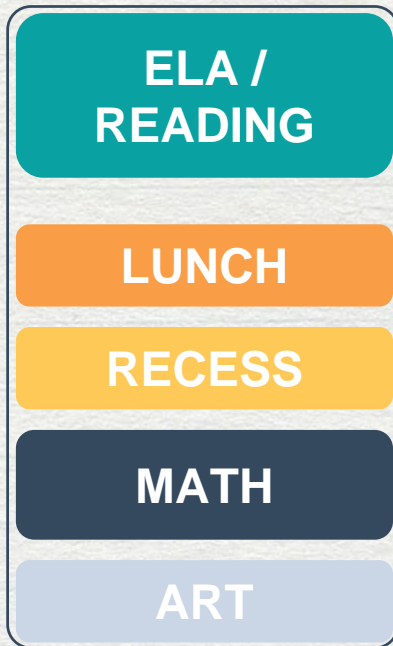 ELA /
READING
LUNCH
RECESS
MATH
ART